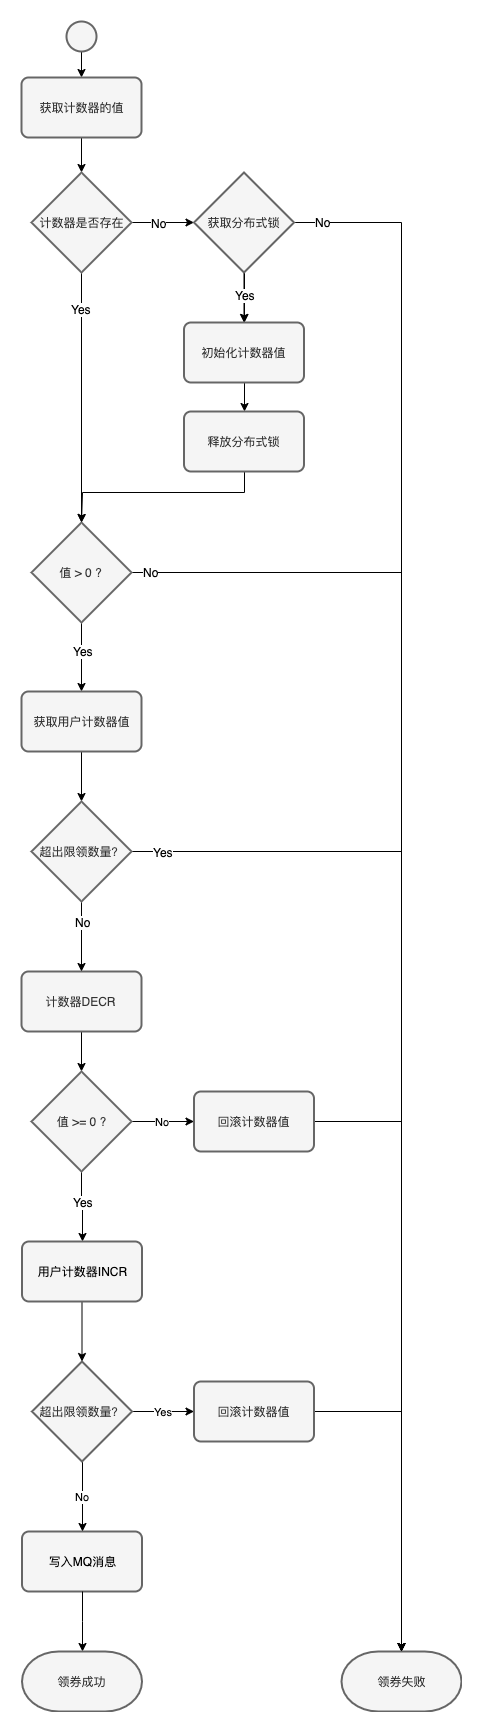 获取计数器的值
计数器是否存在
No
获取分布式锁
No
Yes
Yes
初始化计数器值
释放分布式锁
值 > 0 ?
No
Yes
获取用户计数器值
超出限领数量?
Yes
No
计数器DECR
值 >= 0 ?
No
回滚计数器值
Yes
用户计数器INCR
超出限领数量?
Yes
回滚计数器值
No
写入MQ消息
领券成功
领券失败